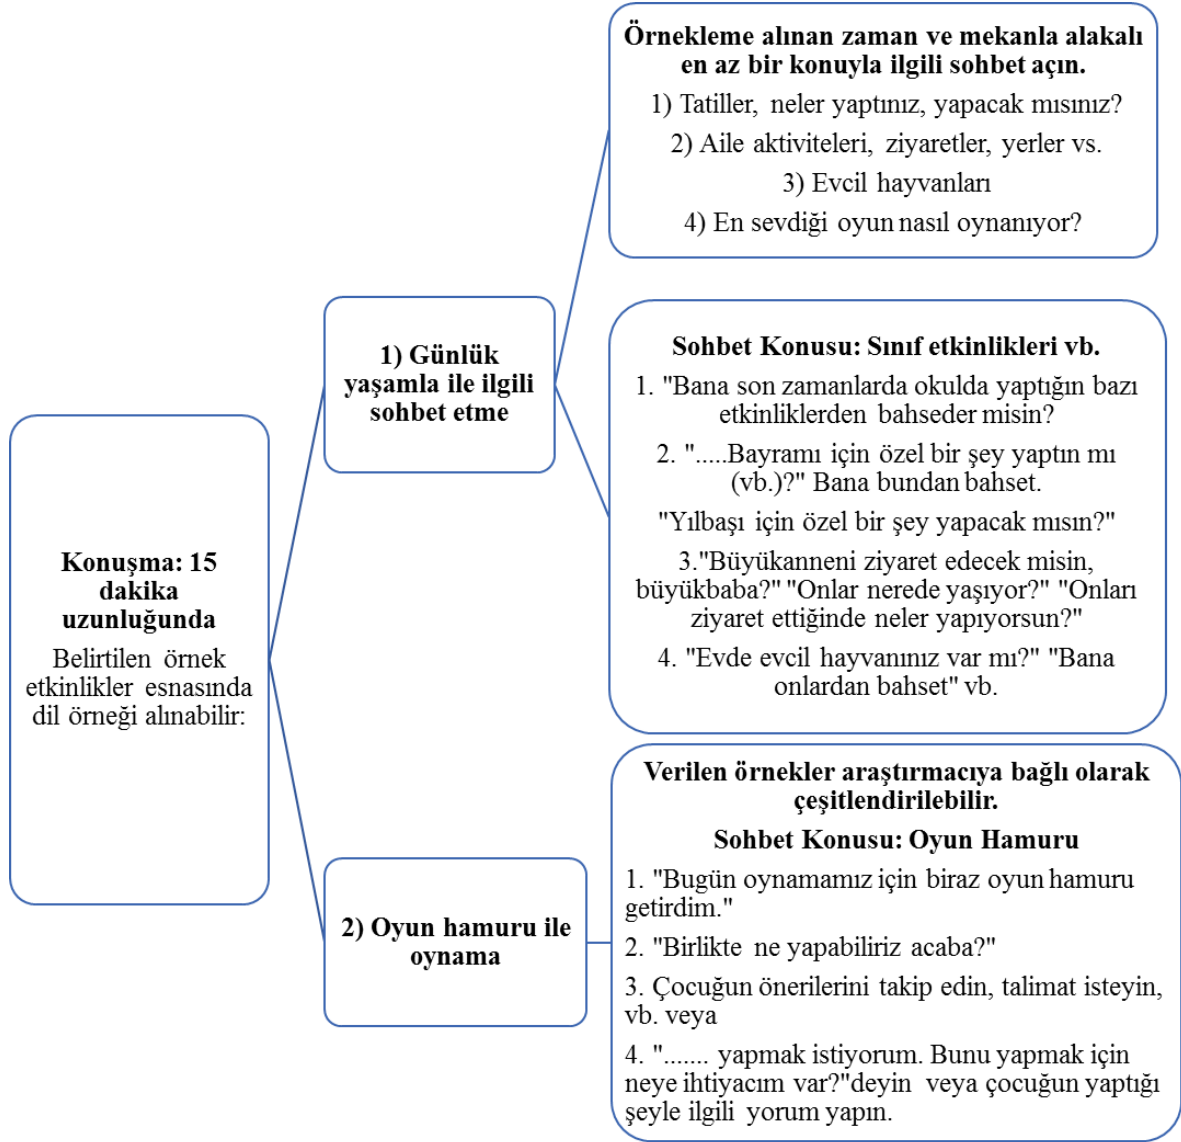 Konuşma: 15
dakika
uzunluğunda
Belirtilen örnek
etkinlikler esnasında
dil örneği alınabilir:
1) Günlük
yaşamla ile ilgili
sohbet etme
Örnekleme alınan zaman ve mekanla alakalı
en az bir konuyla ilgili sohbet açın.
1) Tatiller, neler yaptınız, yapacak mısınız?
2) Aile aktiviteleri, ziyaretler, yerler vs.
3) Evcil hayvanları
4) En sevdiği oyun nasıl oynanıyor?
Sohbet Konusu: Sınıf etkinlikleri vb.
1. "Bana son zamanlarda okulda yaptığın bazı
etkinliklerden bahseder misin?
2. ".....Bayramı için özel bir şey yaptın mı
(vb.)?" Bana bundan bahset.
"Yılbaşı için özel bir şey yapacak mısın?"
3."Büyükanneni ziyaret edecek misin,
büyükbaba?" "Onlar nerede yaşıyor?" "Onları
ziyaret ettiğinde neler yapıyorsun?"
4. "Evde evcil hayvanınız var mı?" "Bana
onlardan bahset" vb.
2) Oyun hamuru ile
oynama
Verilen örnekler araştırmacıya bağlı olarak
çeşitlendirilebilir.
Sohbet Konusu: Oyun Hamuru
1. "Bugün oynamamız için biraz oyun hamuru
getirdim."
2. "Birlikte ne yapabiliriz acaba?"
3. Çocuğun önerilerini takip edin, talimat isteyin,
vb. veya
4. "....... yapmak istiyorum. Bunu yapmak için
neye ihtiyacım var?"deyin veya çocuğun yaptığı
şeyle ilgili yorum yapın.